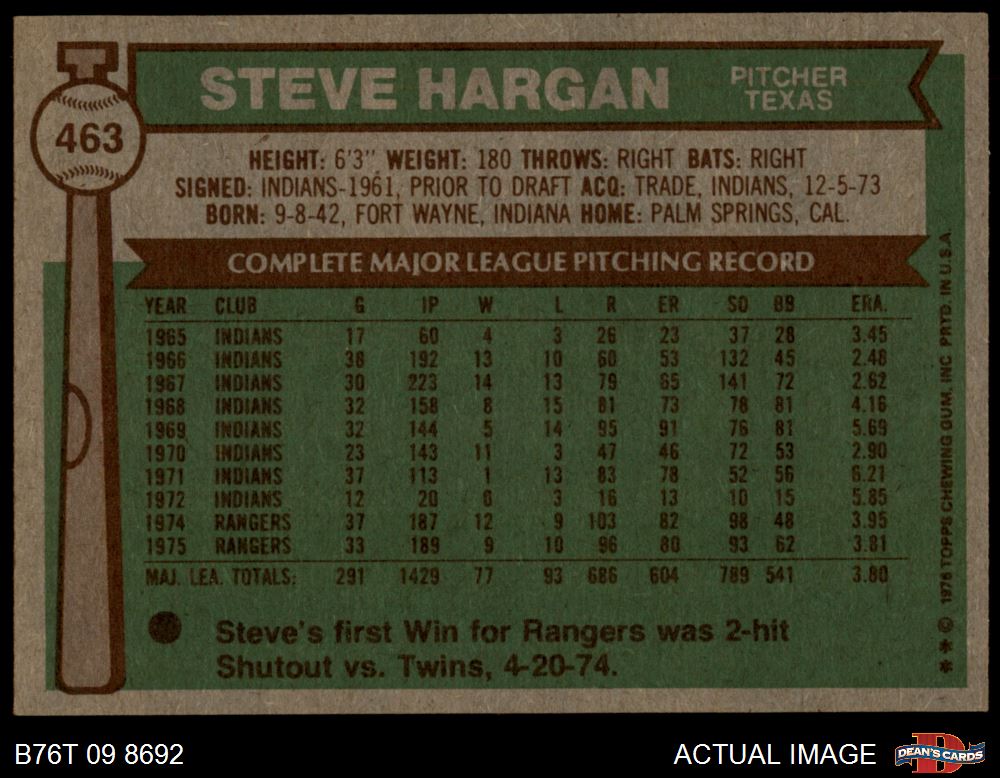 STEVE HARGAN
PITCHER
TEXAS
463
HEIGHT: 6'3" WEIGHT: 180 THROWS: RIGHT BATS: RIGHT
SIGNED: INDIANS-1961, PRIOR TO DRAFT ACQ: TRADE, INDIANS, 12-5-73
BORN: 9-8-42, FORT WAYNE, INDIANA HOME: PALM SPRINGS, CAL.
COMPLETE MAJOR LEAGUE PITCHING RECORD
YEAR CLUB G IP W L R ER SO BB ERA.
1965 INDIANS 17 60 4 3 26 23 37 28 3.45
1966 INDIANS 38 192 13 10 60 53 132 45 2.48
1967 INDIANS 30 223 14 13 79 65 141 72 2.62
1968 INDIANS 32 158 8 15 81 73 78 81 4.16
1969 INDIANS 32 144 5 14 95 91 76 81 5.69
1970 INDIANS 23 143 11 3 47 46 72 53 2.90
1971 INDIANS 37 113 1 13 83 78 52 56 6.21
1972 INDIANS 12 20 0 3 16 13 10 15 5.85
1974 RANGERS 37 187 12 9 103 82 98 48 3.95
1975 RANGERS 33 189 9 10 96 80 93 62 3.81
MAJ. LEA. TOTALS: 291 1429 77 93 686 604 789 541 3.80
Steve's first Win for Rangers was 2-hit
Shutout vs. Twins, 4-20-74.
** © 1976 TOPPS CHEWING GUM, INC. PRTD. IN U.S.A.
B76T 09 8692
ACTUAL IMAGE
D
DEAN'S CARDS